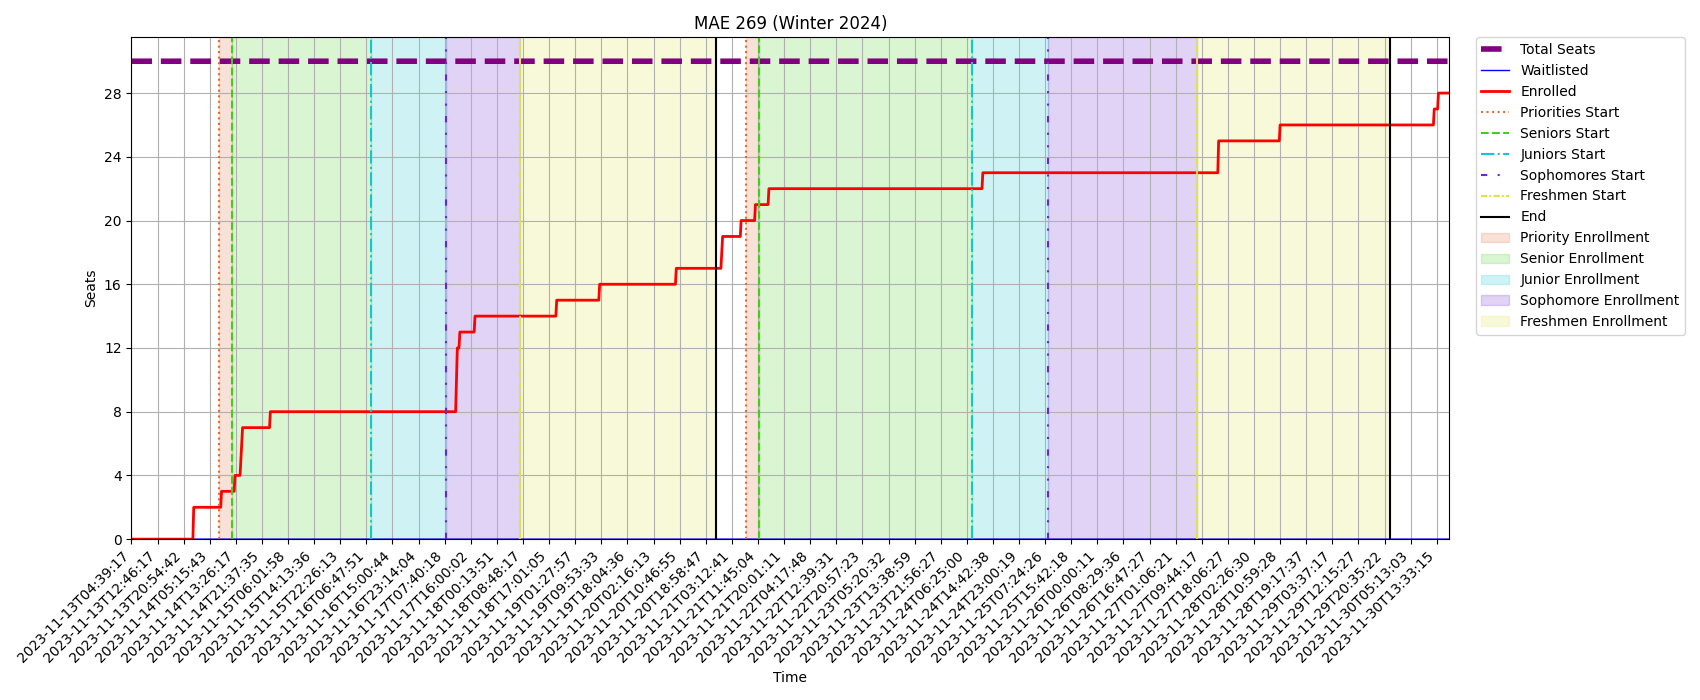 MAE 269 (Winter 2024)
Seats
28
24
20
16
12
8
4
0
2023-11-13T04:39:17
2023-11-13T12:46:17
2023-11-13T20:54:42
2023-11-14T05:15:43
2023-11-14T13:26:17
2023-11-14T21:37:35
2023-11-15T06:01:58
2023-11-15T14:13:36
2023-11-15T22:26:13
2023-11-16T06:47:51
2023-11-16T15:00:44
2023-11-16T23:14:04
2023-11-17T07:40:18
2023-11-17T16:00:02
2023-11-18T00:13:51
2023-11-18T08:48:17
2023-11-18T17:01:05
2023-11-19T01:27:57
2023-11-19T09:53:33
2023-11-19T18:04:36
2023-11-20T02:16:13
2023-11-20T10:46:55
2023-11-20T18:58:47
2023-11-21T03:12:41
2023-11-21T11:45:04
2023-11-21T20:01:11
2023-11-22T04:17:48
2023-11-22T12:39:31
2023-11-22T20:57:23
2023-11-23T05:20:32
2023-11-23T13:38:59
2023-11-23T21:56:27
2023-11-24T06:25:00
2023-11-24T14:42:38
2023-11-24T23:00:19
2023-11-25T07:24:26
2023-11-25T15:42:18
2023-11-26T00:00:11
2023-11-26T08:29:36
2023-11-26T16:47:27
2023-11-27T01:06:21
2023-11-27T09:44:17
2023-11-27T18:06:27
2023-11-28T02:26:30
2023-11-28T10:59:28
2023-11-28T19:17:37
2023-11-29T03:37:17
2023-11-29T12:15:27
2023-11-29T20:35:22
2023-11-30T05:13:03
2023-11-30T13:33:15
Time
Total Seats
Waitlisted
Enrolled
Priorities Start
Seniors Start
Juniors Start
Sophomores Start
Freshmen Start
End
Priority Enrollment
Senior Enrollment
Junior Enrollment
Sophomore Enrollment
Freshmen Enrollment